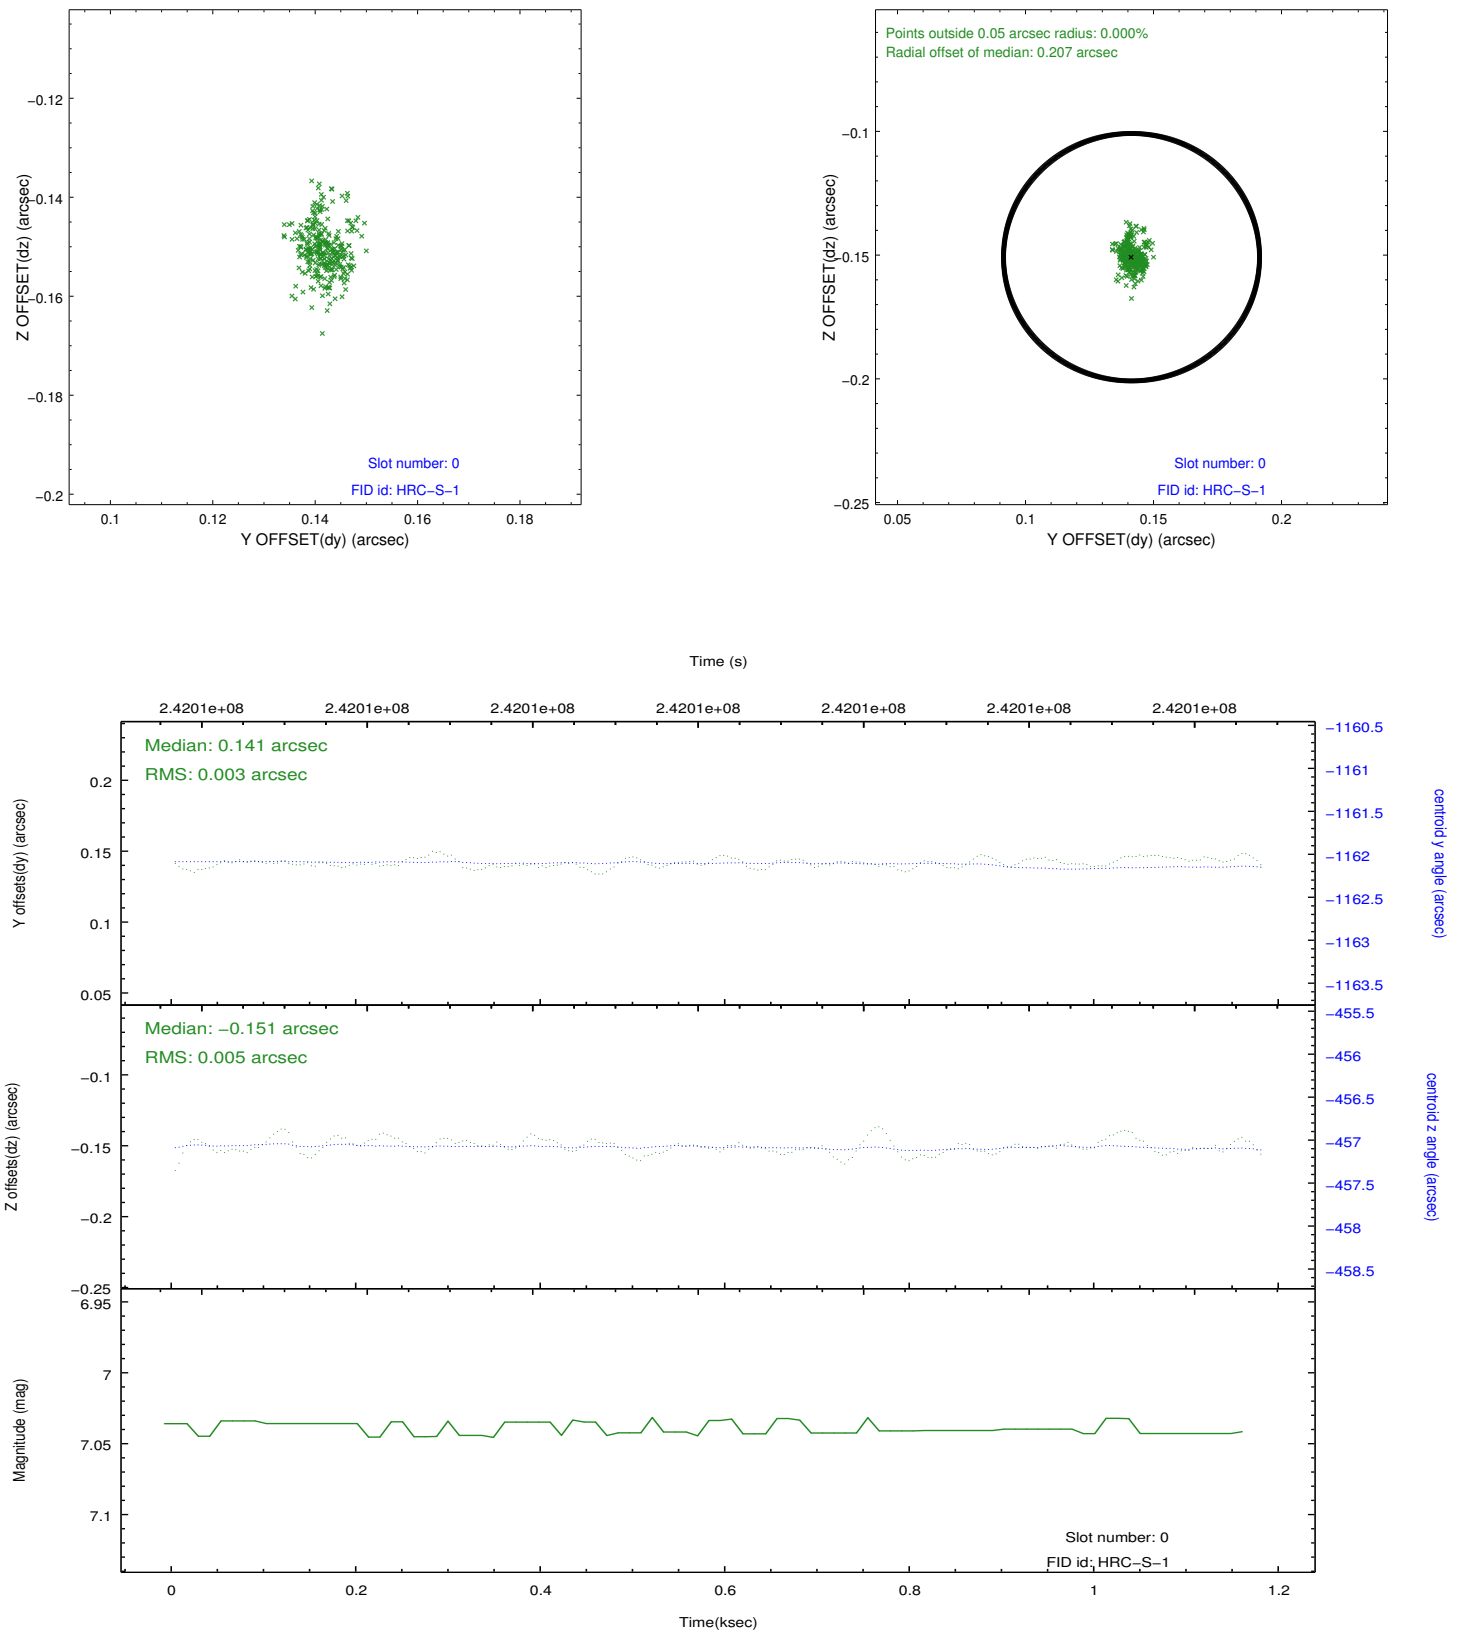 −0.12
−0.14
−0.16
−0.18
−0.2
Z OFFSET(dz) (arcsec)
Slot number: 0
FID id: HRC−S−1
0.1 0.12 0.14 0.16 0.18
Y OFFSET(dy) (arcsec)
Points outside 0.05 arcsec radius: 0.000%
Radial offset of median: 0.207 arcsec
−0.1
−0.15
−0.2
−0.25
Z OFFSET(dz) (arcsec)
Slot number: 0
FID id: HRC−S−1
0.05 0.1 0.15 0.2
Y OFFSET(dy) (arcsec)
Time (s)
2.4201e+08 2.4201e+08 2.4201e+08 2.4201e+08 2.4201e+08 2.4201e+08 2.4201e+08
Median: 0.141 arcsec
RMS: 0.003 arcsec
0.2
0.15
0.1
0.05
Y offsets(dy) (arcsec)
−1160.5
−1161
−1161.5
−1162
−1162.5
−1163
−1163.5
centroid y angle (arcsec)
Median: −0.151 arcsec
RMS: 0.005 arcsec
−0.1
−0.15
−0.2
−0.25
Z offsets(dz) (arcsec)
−455.5
−456
−456.5
−457
−457.5
−458
−458.5
centroid z angle (arcsec)
6.95
7
7.05
7.1
Magnitude (mag)
Slot number: 0
FID id: HRC−S−1
0 0.2 0.4 0.6 0.8 1 1.2
Time(ksec)